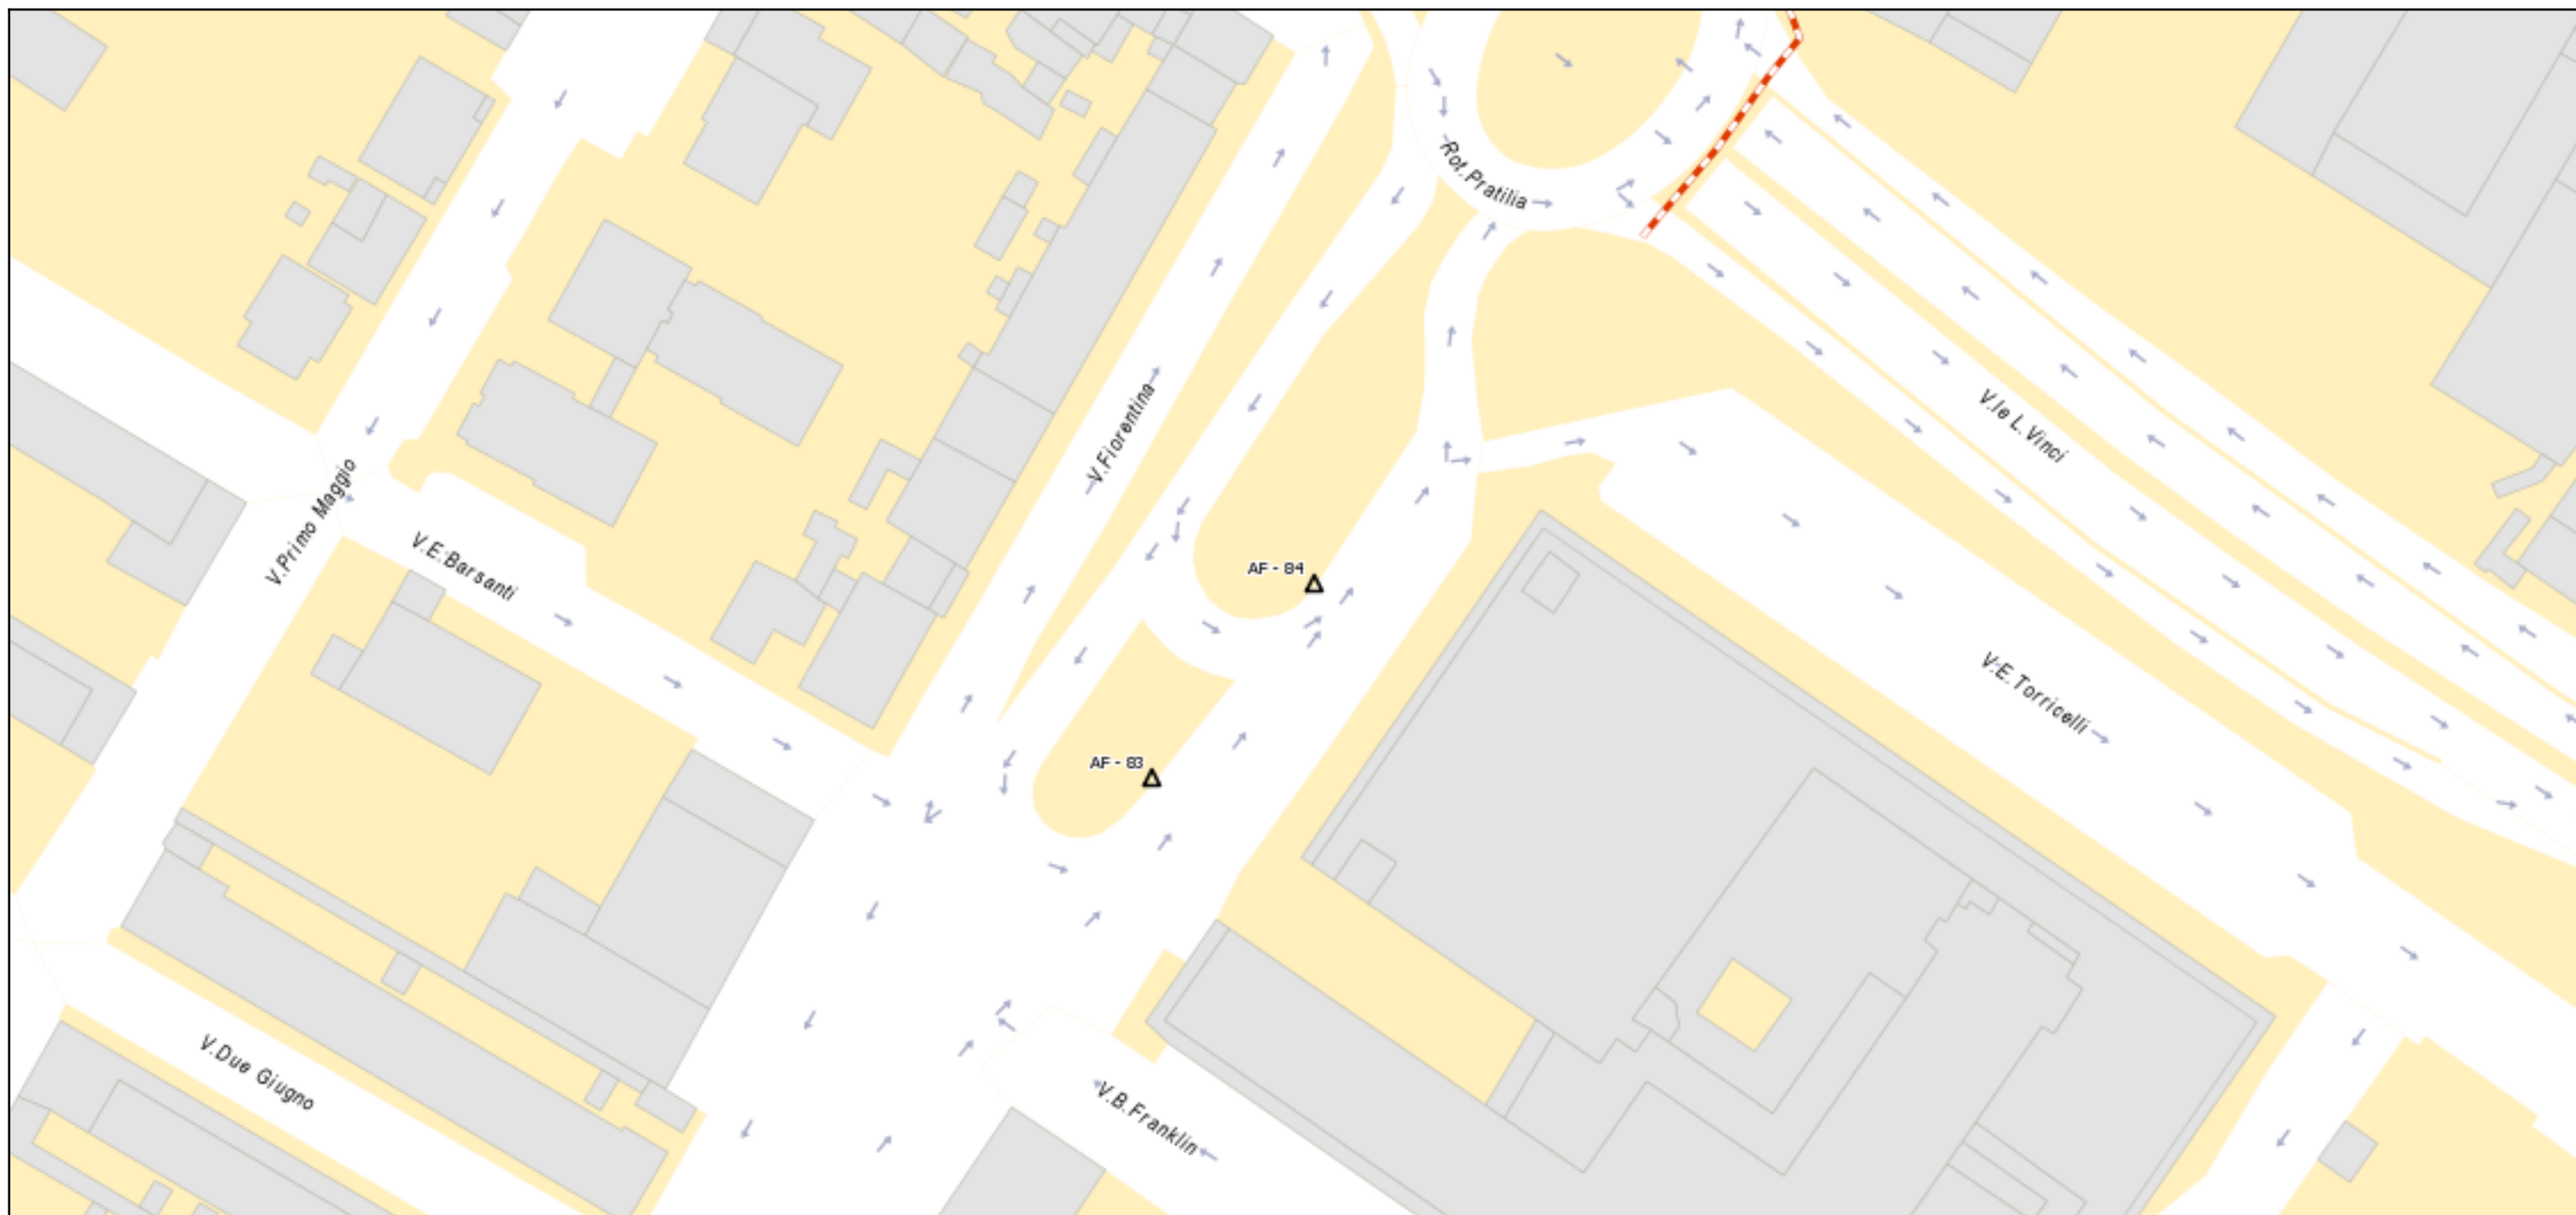 Rot.Pratilia
V.Fiorentina
V.le L.Vinci
V.Primo Maggio
V.E.Barsanti
AF - 84
V.E.Torricelli
AF - 83
V.Due Giugno
V.B.Franklin